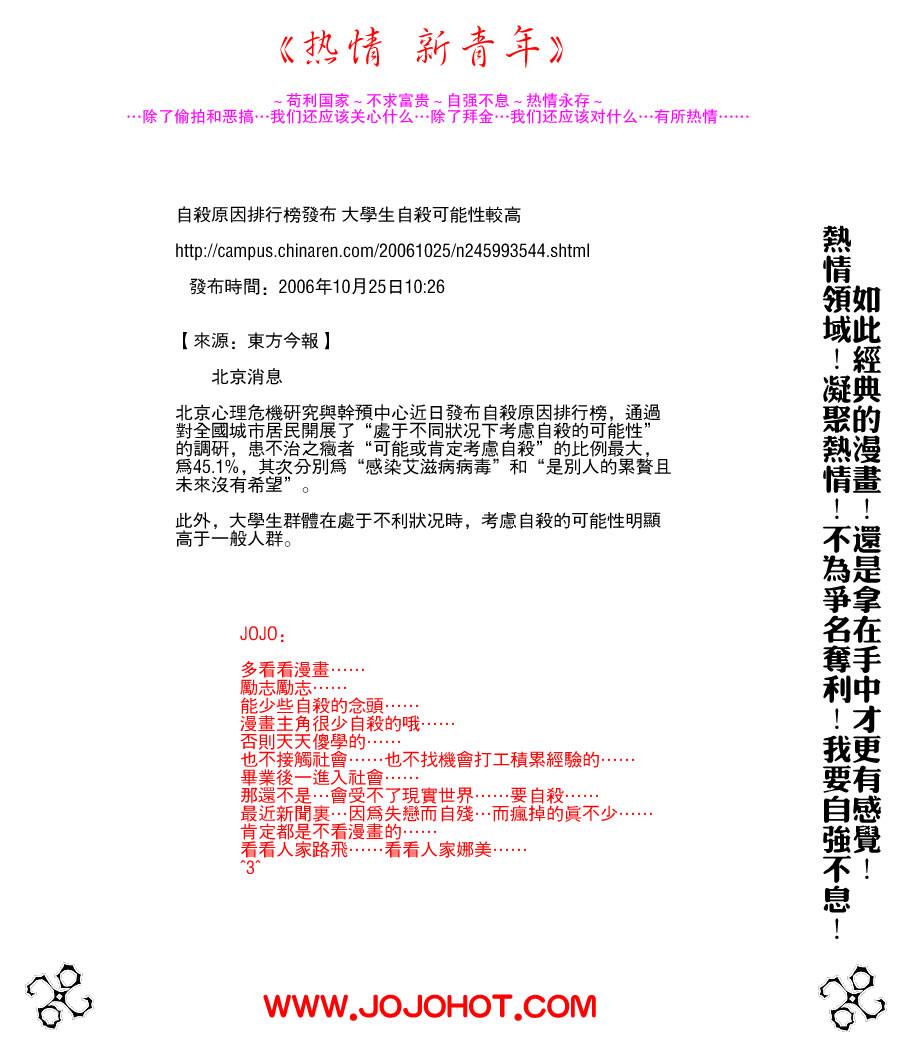 《热情 新青年》
~苟利国家~不求富贵~自强不息~热情永存~
…除了偷拍和恶搞…我们还应该关心什么…除了拜金…我们还应该对什么…有所热情……
自殺原因排行榜發布 大學生自殺可能性較高
http://campus.chinaren.com/20061025/n245993544.shtml
發布時間：2006年10月25日10:26
【來源：東方今報】
北京消息
北京心理危機研究與幹預中心近日發布自殺原因排行榜，通過
對全國城市居民開展了“處于不同狀況下考慮自殺的可能性”
的調研，患不治之癥者“可能或肯定考慮自殺”的比例最大，
爲45.1%，其次分別爲“感染艾滋病病毒”和“是別人的累贅且
未來沒有希望”。
此外，大學生群體在處于不利狀況時，考慮自殺的可能性明顯
高于一般人群。
JOJO：
多看看漫畫……
勵志勵志……
能少些自殺的念頭……
漫畫主角很少自殺的哦……
否則天天傻學的……
也不接觸社會……也不找機會打工積累經驗的……
畢業後一進入社會……
那還不是…會受不了現實世界……要自殺……
最近新聞裏…因爲失戀而自殘…而瘋掉的眞不少……
肯定都是不看漫畫的……
看看人家路飛……看看人家娜美……
^3^
如此經典的漫畫！還是拿在手中才更有感覺！
熱情領域！凝聚熱情！不為爭名奪利！我要自強不息！
WWW.JOJOHOT.COM